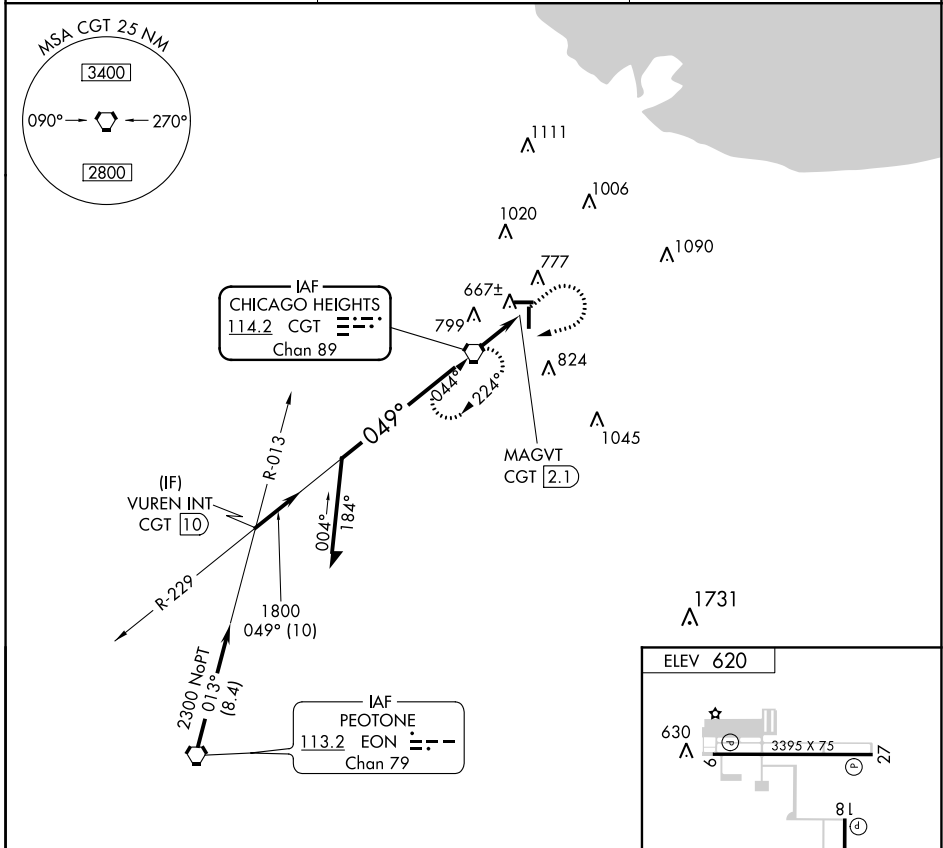 MSA CGT 25 NM
3400
090°
270°
2800
1111
1006
1020
1090
777
667±
799
824
1045
IAF
CHICAGO HEIGHTS
114.2 CGT
Chan 89
044°
224°
049°
MAGVT
CGT 2.1
R-013
(IF)
VUREN INT
CGT 10
004°
184°
R-229
1800
049° (10)
1731
2300 NoPT
013°
(8.4)
IAF
PEOTONE
113.2 EON
Chan 79
ELEV 620
630
P
3395 X 75
9
27
P
18
P